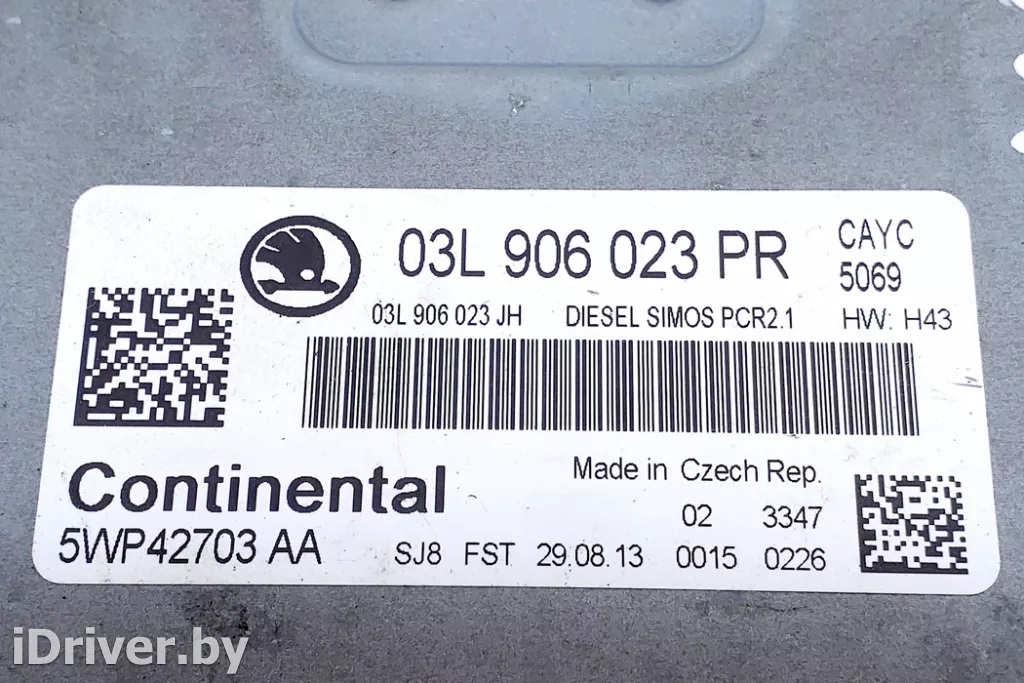 03L 906 023 PR
CAYC
5069
03L 906 023 JH DIESEL SIMOS PCR2.1 HW: H43
Continental
Made in Czech Rep.
02 3347
5WP42703 AA
SJ8 FST 29.08.13 0015 0226
iDriver.by